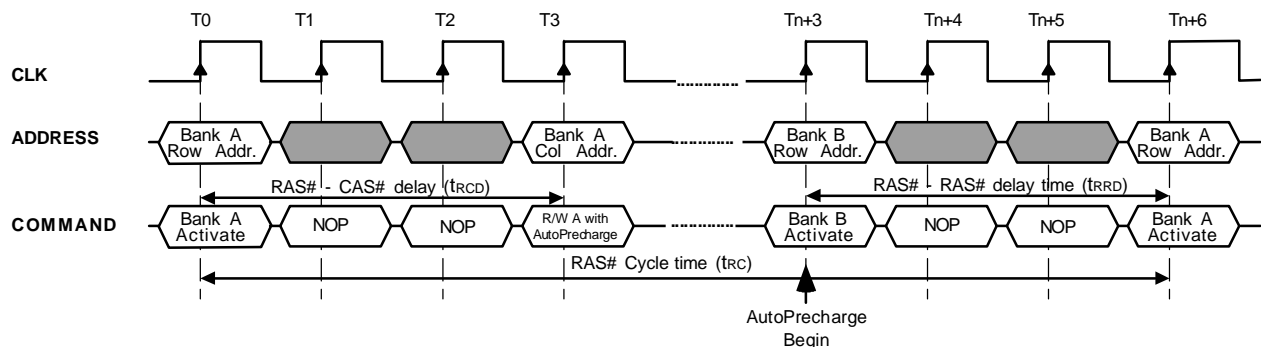 T0 T1 T2 T3 Tn+3 Tn+4 Tn+5 Tn+6
CLK
ADDRESS
Bank A
Row Addr.
Bank A
Col Addr.
Bank B
Row Addr.
Bank A
Row Addr.
RAS# - CAS# delay (tRCD)
RAS# - RAS# delay time (tRRD)
COMMAND
Bank A
Activate
NOP
NOP
R/W A with
AutoPrecharge
Bank B
Activate
NOP
NOP
Bank A
Activate
RAS# Cycle time (tRC)
AutoPrecharge
Begin